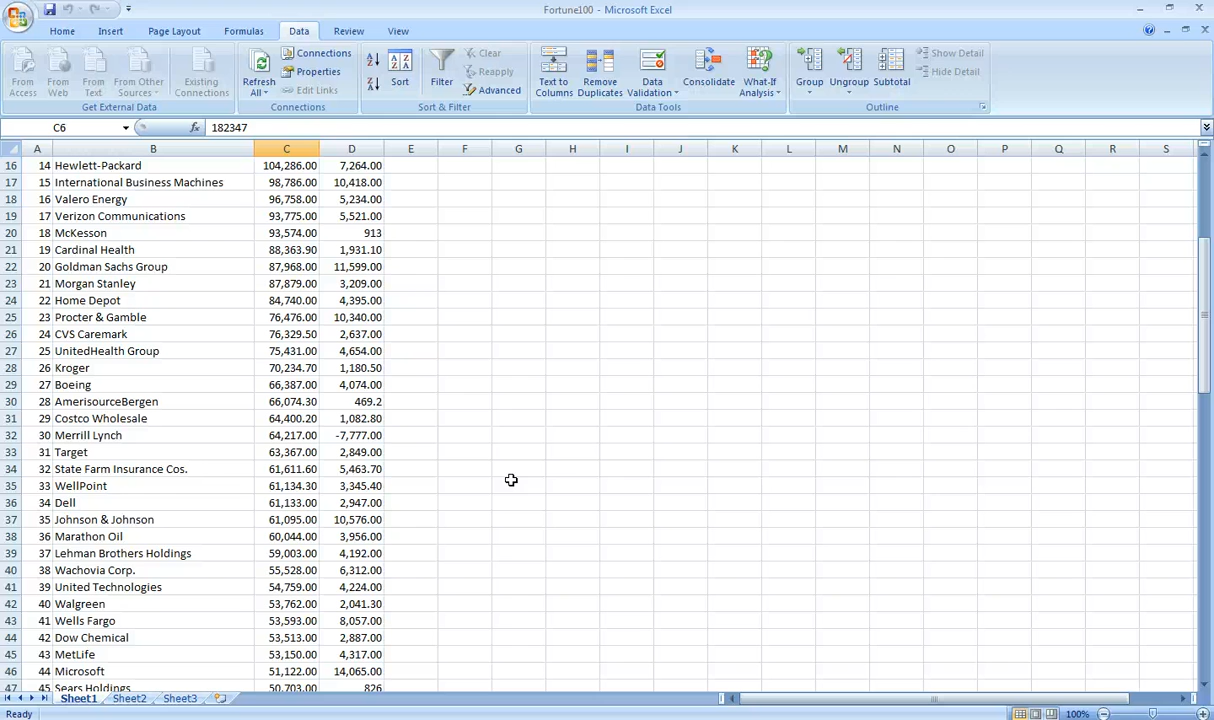 Fortune100 - Microsoft Excel
Home Insert Page Layout Formulas Data Review View
From Access
From Web
From Text
From Other Sources
Existing Connections
Get External Data
Refresh All
Connections
Properties
Edit Links
Connections
Sort
Filter
Clear
Reapply
Advanced
Sort & Filter
Text to Columns
Remove Duplicates
Data Validation
Consolidate
What-If Analysis
Data Tools
Group
Ungroup
Subtotal
Show Detail
Hide Detail
Outline
C6 fx 182347
A B C D E F G H I J K L M N O P Q R S
16 14 Hewlett-Packard 104,286.00 7,264.00
17 15 International Business Machines 98,786.00 10,418.00
18 16 Valero Energy 96,758.00 5,234.00
19 17 Verizon Communications 93,775.00 5,521.00
20 18 McKesson 93,574.00 913
21 19 Cardinal Health 88,363.90 1,931.10
22 20 Goldman Sachs Group 87,968.00 11,599.00
23 21 Morgan Stanley 87,879.00 3,209.00
24 22 Home Depot 84,740.00 4,395.00
25 23 Procter & Gamble 76,476.00 10,340.00
26 24 CVS Caremark 76,329.50 2,637.00
27 25 UnitedHealth Group 75,431.00 4,654.00
28 26 Kroger 70,234.70 1,180.50
29 27 Boeing 66,387.00 4,074.00
30 28 AmerisourceBergen 66,074.30 469.2
31 29 Costco Wholesale 64,400.20 1,082.80
32 30 Merrill Lynch 64,217.00 -7,777.00
33 31 Target 63,367.00 2,849.00
34 32 State Farm Insurance Cos. 61,611.60 5,463.70
35 33 WellPoint 61,134.30 3,345.40
36 34 Dell 61,133.00 2,947.00
37 35 Johnson & Johnson 61,095.00 10,576.00
38 36 Marathon Oil 60,044.00 3,956.00
39 37 Lehman Brothers Holdings 59,003.00 4,192.00
40 38 Wachovia Corp. 55,528.00 6,312.00
41 39 United Technologies 54,759.00 4,224.00
42 40 Walgreen 53,762.00 2,041.30
43 41 Wells Fargo 53,593.00 8,057.00
44 42 Dow Chemical 53,513.00 2,887.00
45 43 MetLife 53,150.00 4,317.00
46 44 Microsoft 51,122.00 14,065.00
47 45 Sears Holdings 50,703.00 826
Sheet1 Sheet2 Sheet3
Ready 100%